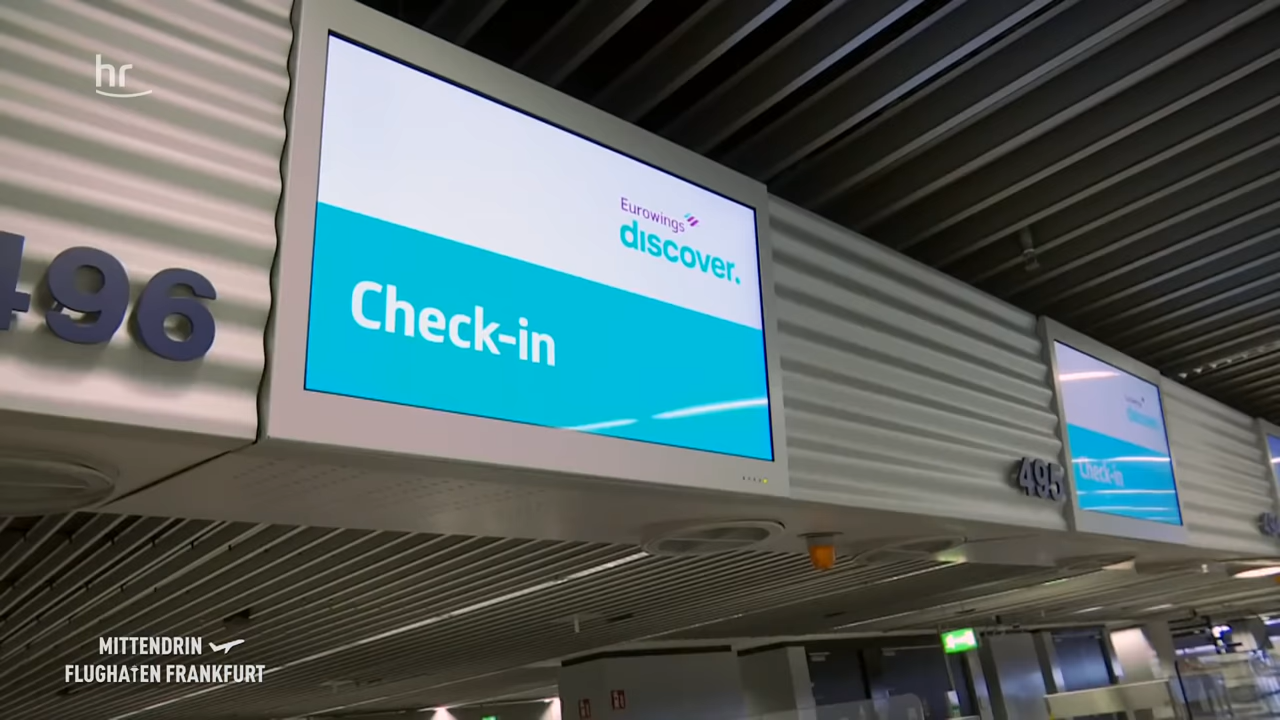 hr
496
Eurowings
discover.
Check-in
495
Check-in
MITTENDRIN
FLUGHAFEN FRANKFURT